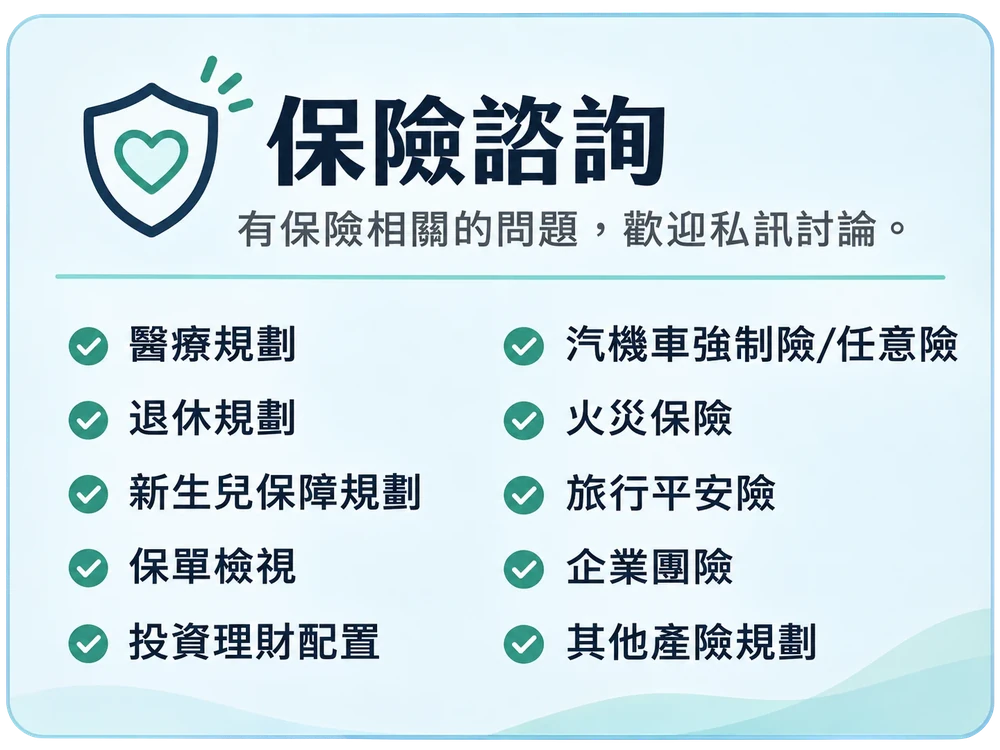 保險諮詢
有保險相關的問題，歡迎私訊討論。
醫療規劃
退休規劃
新生兒保障規劃
保單檢視
投資理財配置
汽機車強制險/任意險
火災保險
旅行平安險
企業團險
其他產險規劃